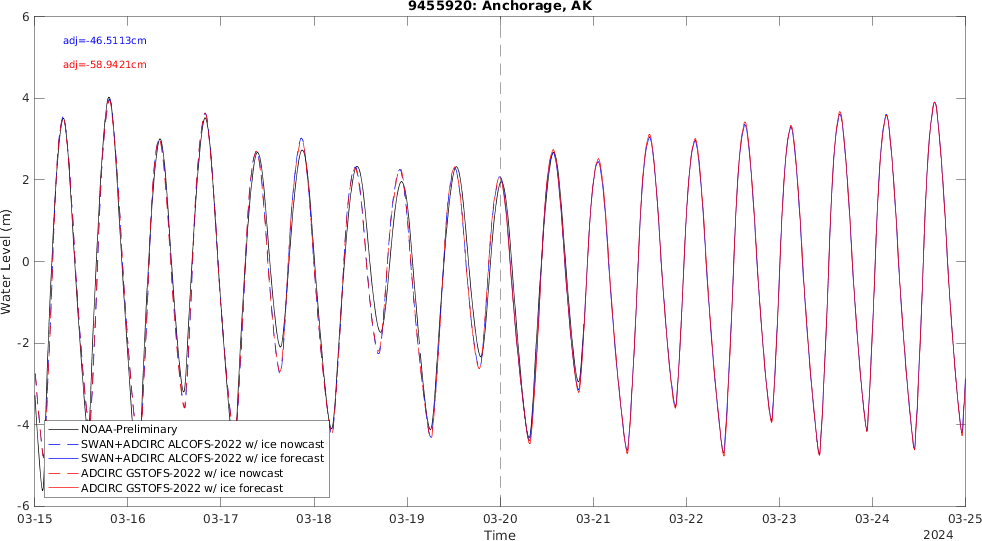 9455920: Anchorage, AK
adj=-46.5113cm
adj=-58.9421cm
6
4
2
0
-2
-4
-6
Water Level (m)
NOAA-Preliminary
SWAN+ADCIRC ALCOFS-2022 w/ ice nowcast
SWAN+ADCIRC ALCOFS-2022 w/ ice forecast
ADCIRC GSTOFS-2022 w/ ice nowcast
ADCIRC GSTOFS-2022 w/ ice forecast
03-15 03-16 03-17 03-18 03-19 03-20 03-21 03-22 03-23 03-24 03-25
Time
2024